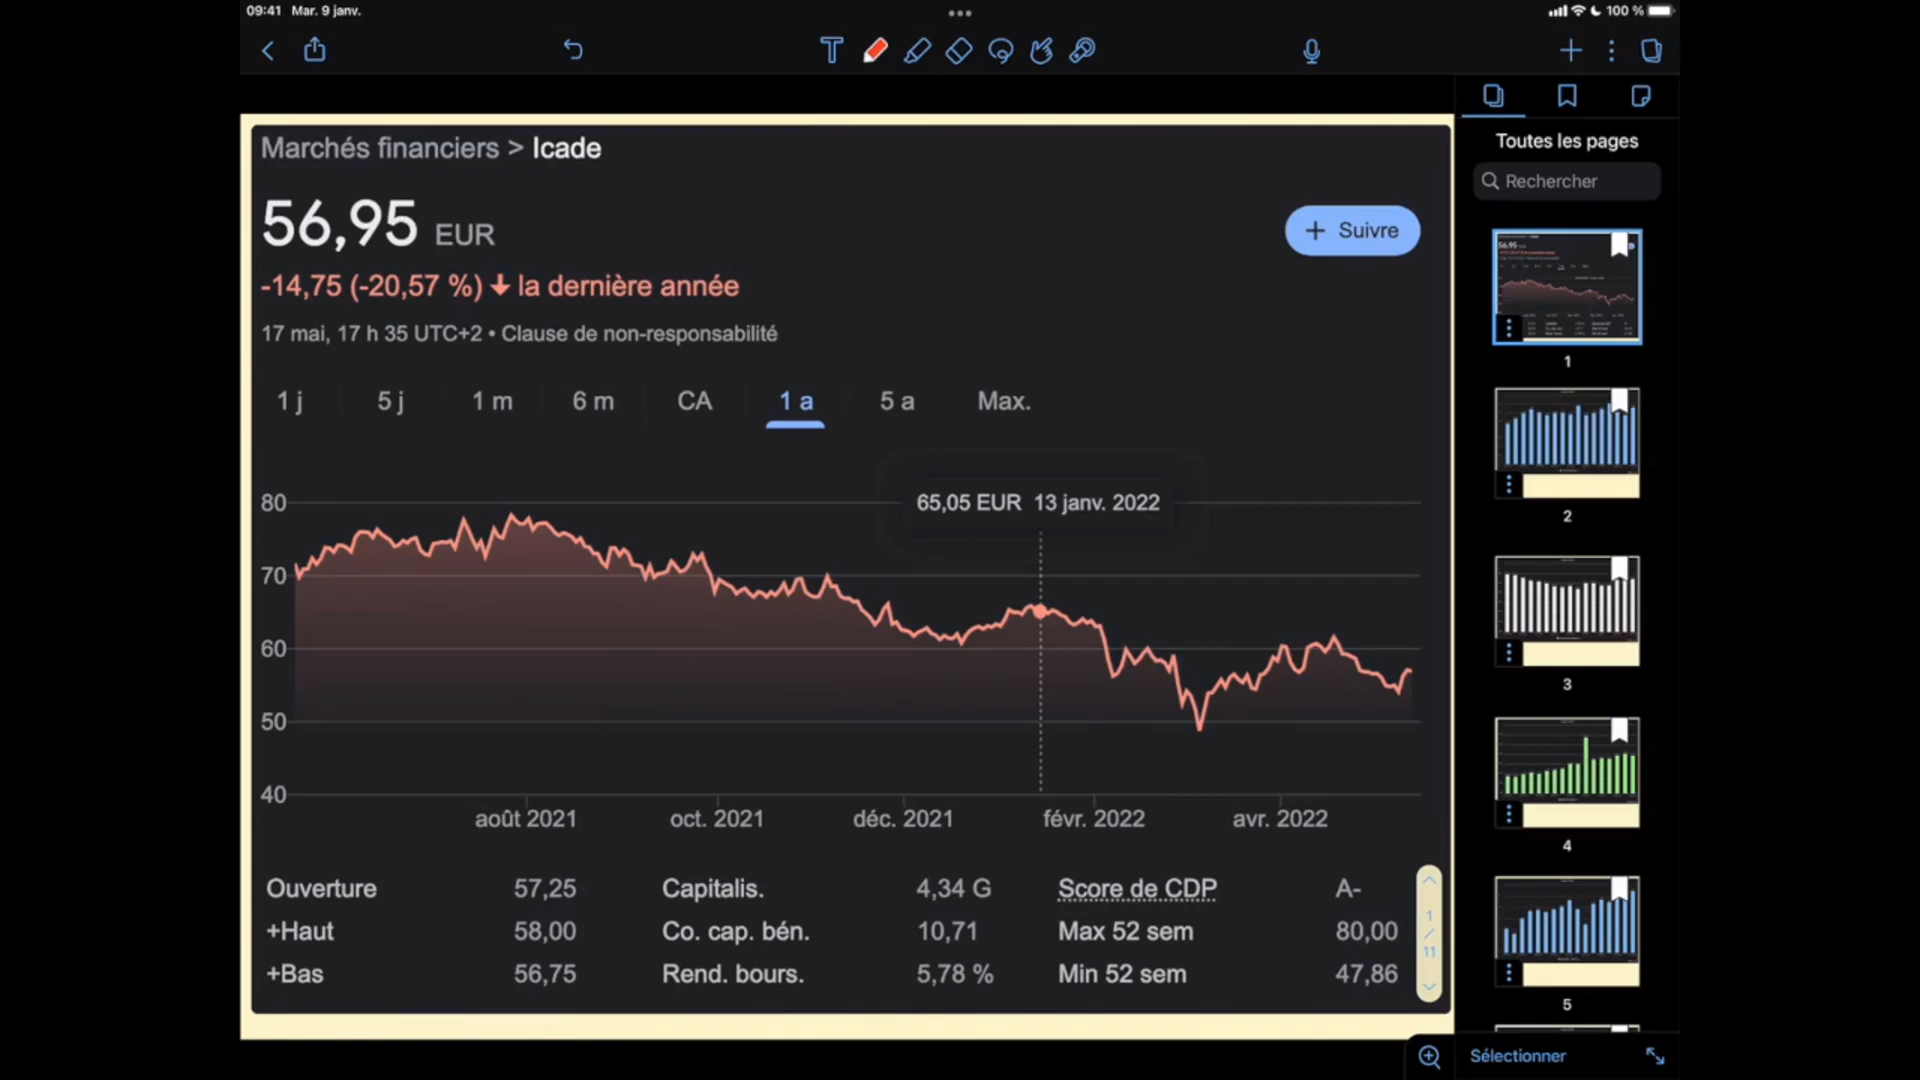 09:41 Mar. 9 janv.
100 %
Toutes les pages
Rechercher
Marchés financiers > Icade
56,95 EUR
+ Suivre
-14,75 (-20,57 %) ↓ la dernière année
17 mai, 17 h 35 UTC+2 • Clause de non-responsabilité
1 j 5 j 1 m 6 m CA 1 a 5 a Max.
65,05 EUR 13 janv. 2022
80
70
60
50
40
août 2021 oct. 2021 déc. 2021 févr. 2022 avr. 2022
Ouverture 57,25 Capitalis. 4,34 G Score de CDP A-
+Haut 58,00 Co. cap. bén. 10,71 Max 52 sem 80,00
+Bas 56,75 Rend. bours. 5,78 % Min 52 sem 47,86
1
/
11
1
2
3
4
5
Sélectionner